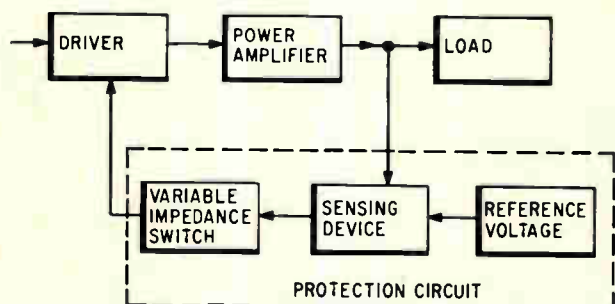 DRIVER
POWER
AMPLIFIER
LOAD
VARIABLE
IMPEDANCE
SWITCH
SENSING
DEVICE
REFERENCE
VOLTAGE
PROTECTION CIRCUIT